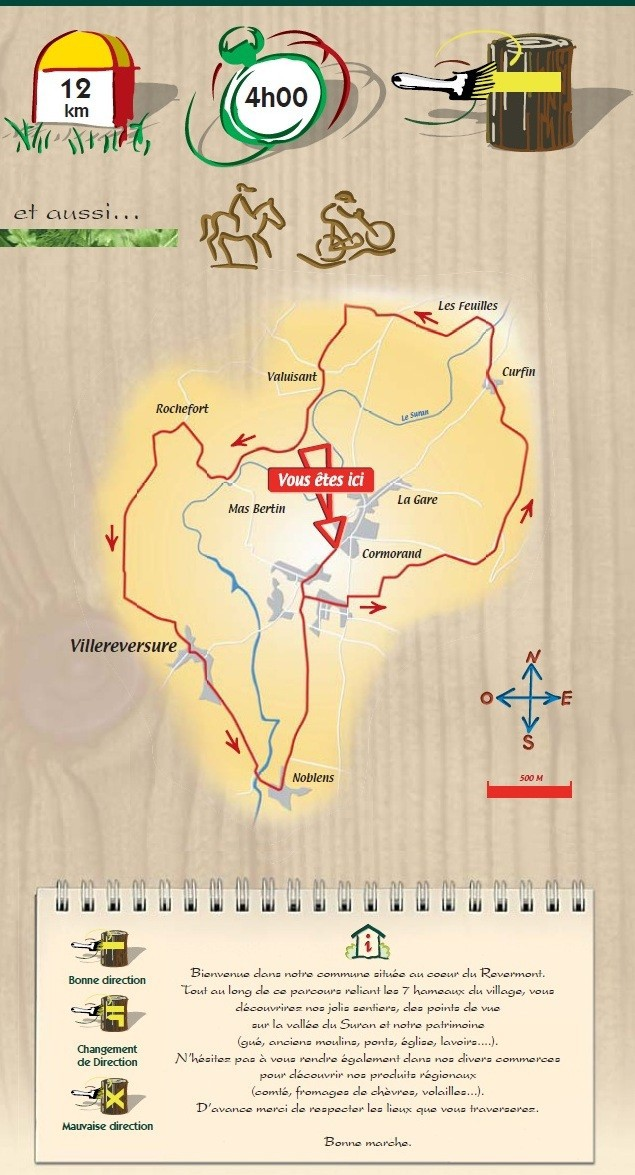 12
km
4h00
et aussi...
Les Feuilles
Curfin
Valuisant
Le Suran
Rochefort
Vous êtes ici
La Gare
Mas Bertin
Cormorand
Villereversure
N
O
E
S
500 M
Noblens
i
Bonne direction
Changement
de Direction
Mauvaise direction
Bienvenue dans notre commune située au coeur du Revermont.
Tout au long de ce parcours reliant les 7 hameaux du village, vous
découvrirez nos jolis sentiers, des points de vue
sur la vallée du Suran et notre patrimoine
(gué, anciens moulins, ponts, église, lavoirs....).
N'hésitez pas à vous rendre également dans nos divers commerces
pour découvrir nos produits régionaux
(comté, fromages de chèvres, volailles...).
D'avance merci de respecter les lieux que vous traverserez.
Bonne marche.